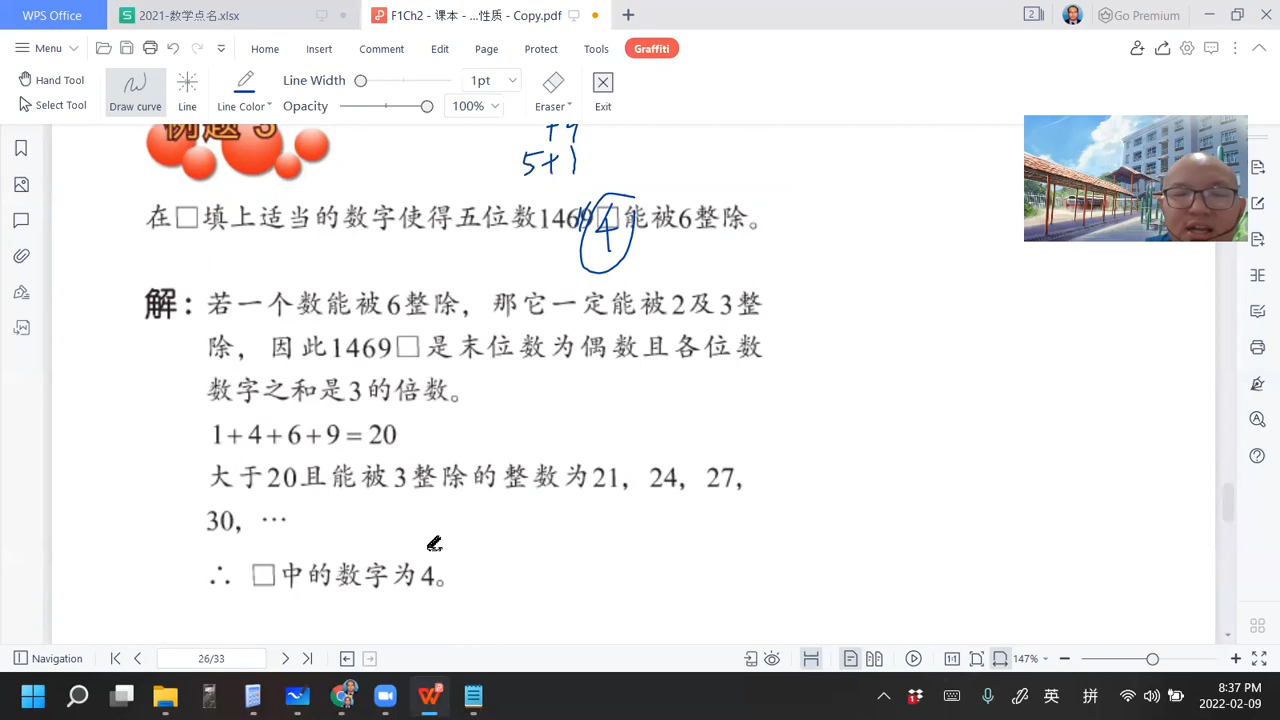 WPS Office
2021-数学点名.xlsx
F1Ch2 - 课本 - ...性质 - Copy.pdf
2
Go Premium
Menu
Home
Insert
Comment
Edit
Page
Protect
Tools
Graffiti
Hand Tool
Select Tool
Draw curve
Line
Line Color
Line Width
1pt
Opacity
100%
Eraser
Exit
+9
5+1
在□填上适当的数字使得五位数1469□能被6整除。
4
解：若一个数能被6整除，那它一定能被2及3整
除，因此1469□是末位数为偶数且各位数
数字之和是3的倍数。
1+4+6+9=20
大于20且能被3整除的整数为21，24，27，
30，…
∴ □中的数字为4。
Navigation
26/33
1:1
147%
英
拼
8:37 PM
2022-02-09